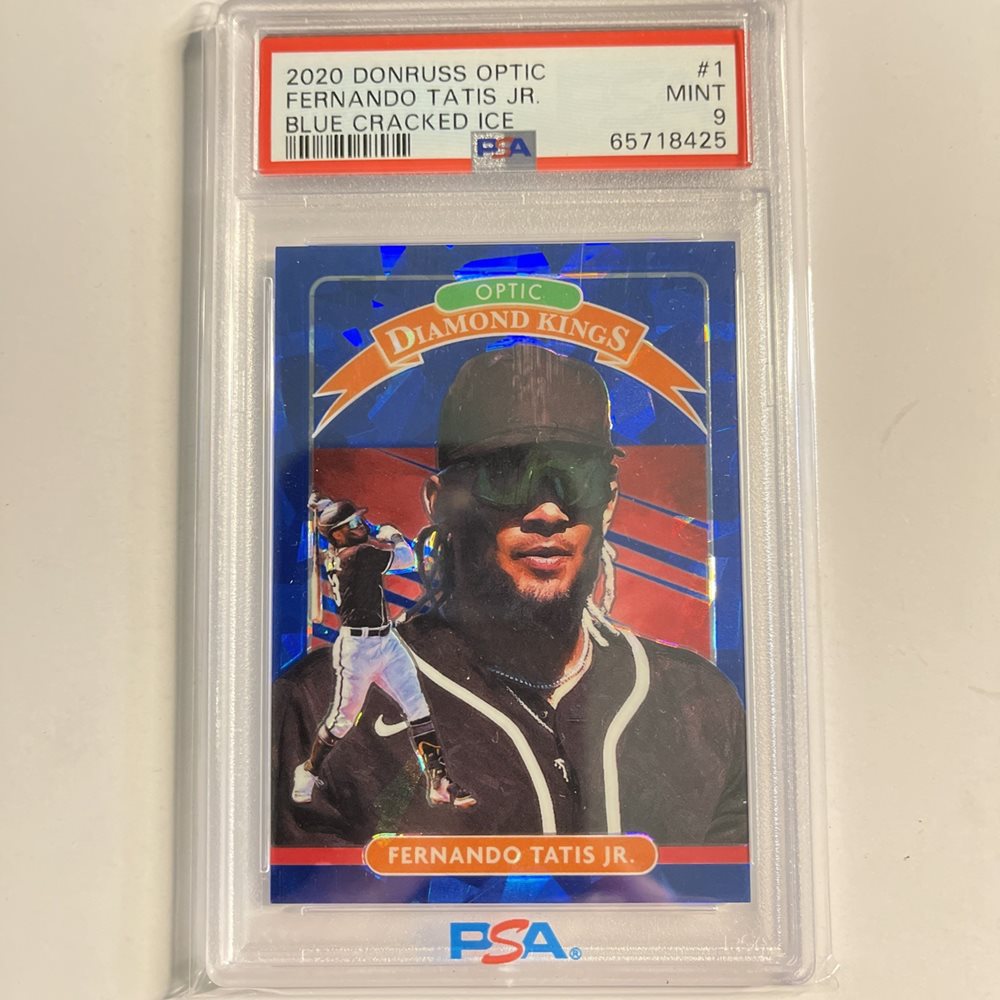 2020 DONRUSS OPTIC #1
FERNANDO TATIS JR. MINT
BLUE CRACKED ICE 9
PSA 65718425
OPTIC
DIAMOND KINGS
FERNANDO TATIS JR.
PSA®